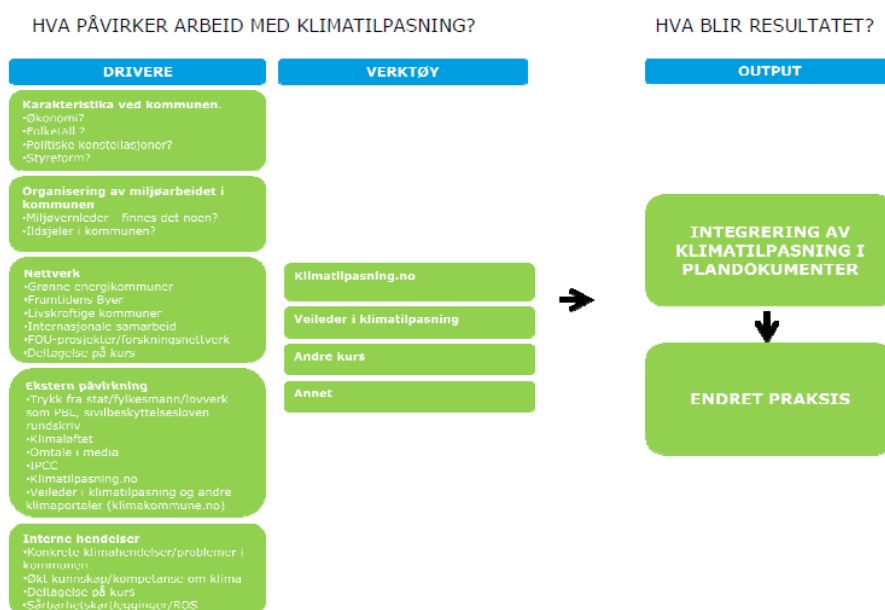 HVA PÅVIRKER ARBEID MED KLIMATILPASNING?
DRIVERE
Karakteristika ved kommunen.
•Økonomi?
•Folketall ?
•Politiske konstellasjoner?
•Styreform?
Organisering av miljøarbeidet i
kommunen
•Miljøvernleder finnes det noen?
•Ildsjeler i kommunen?
Nettverk
•Grønne energikommuner
•Framtidens Byer
•Livskraftige kommuner
•Internasjonale samarbeid
•FOU-prosjekter/forskningsnettverk
•Deltagelse på kurs
Ekstern påvirkning
•Trykk fra stat/fylkesmann/lovverk
som PBL, sivilbeskyttelsesloven
rundskriv
•Klimaløftet
•Omtale i media
•IPCC
•Klimatilpasning.no
•Veileder i klimatilpasning og andre
klimaportaler (klimakommune.no)
Interne hendelser
•Konkrete klimahendelser/problemer i
kommunen
•Økt kunnskap/kompetanse om klima
•Deltagelse på kurs
•Sårbarhetskartlegginger/ROS
VERKTØY
Klimatilpasning.no
Veileder i klimatilpasning
Andre kurs
Annet
HVA BLIR RESULTATET?
OUTPUT
INTEGRERING AV
KLIMATILPASNING I
PLANDOKUMENTER
ENDRET PRAKSIS